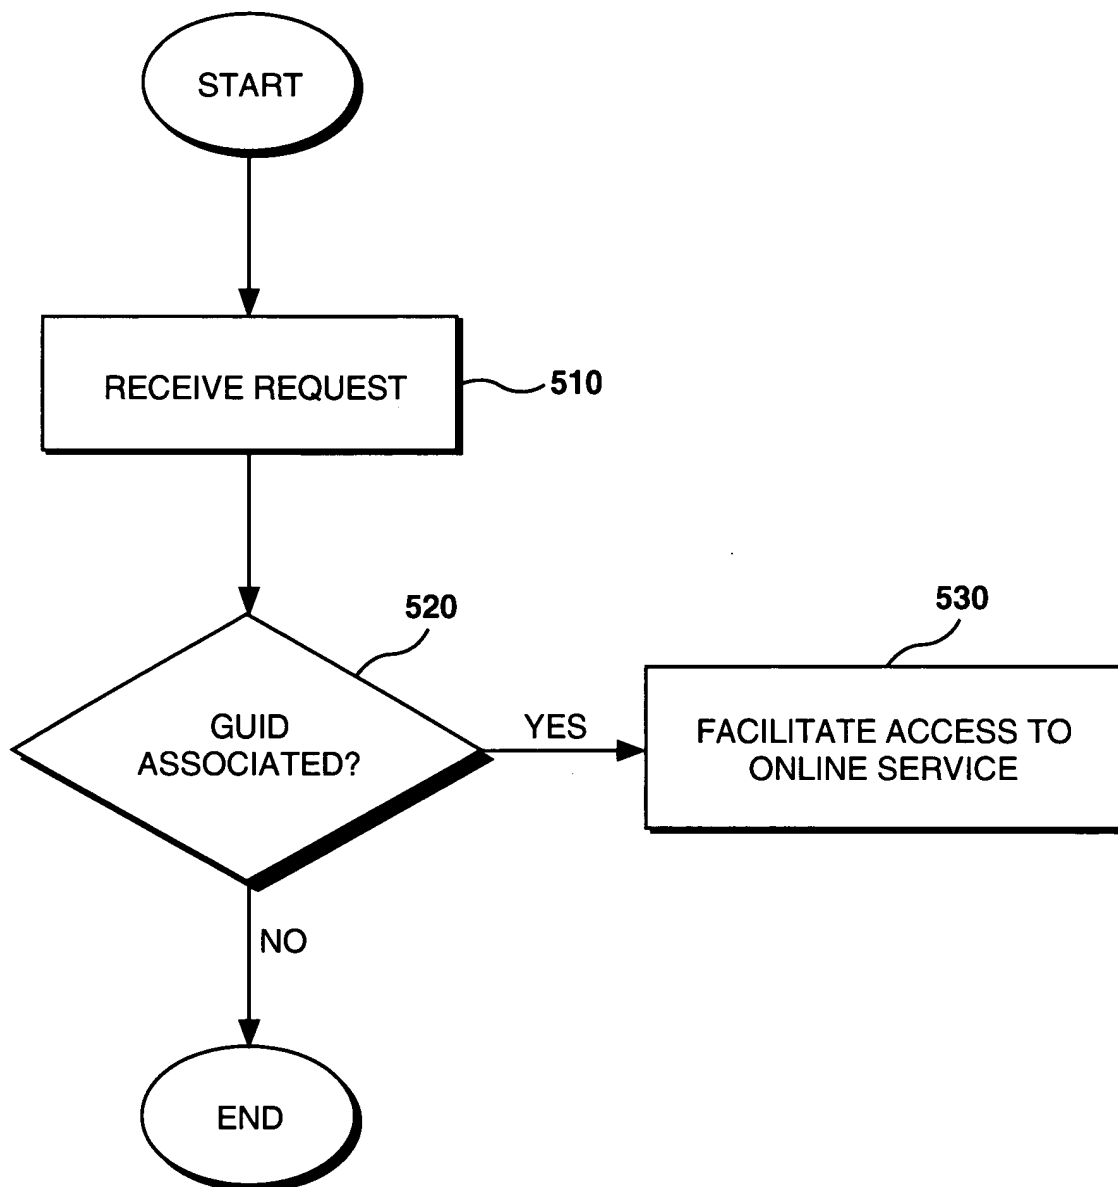 START
RECEIVE REQUEST
510
520
530
GUID
ASSOCIATED?
YES
FACILITATE ACCESS TO
ONLINE SERVICE
NO
END